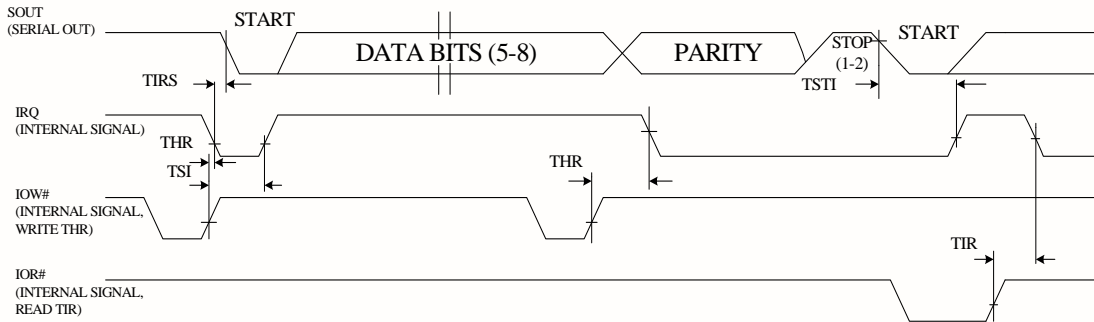 SOUT
(SERIAL OUT)
START
DATA BITS (5-8)
PARITY
STOP
(1-2)
START
TIRS
TSTI
IRQ
(INTERNAL SIGNAL)
THR
TSI
THR
IOW#
(INTERNAL SIGNAL,
WRITE THR)
TIR
IOR#
(INTERNAL SIGNAL,
READ TIR)